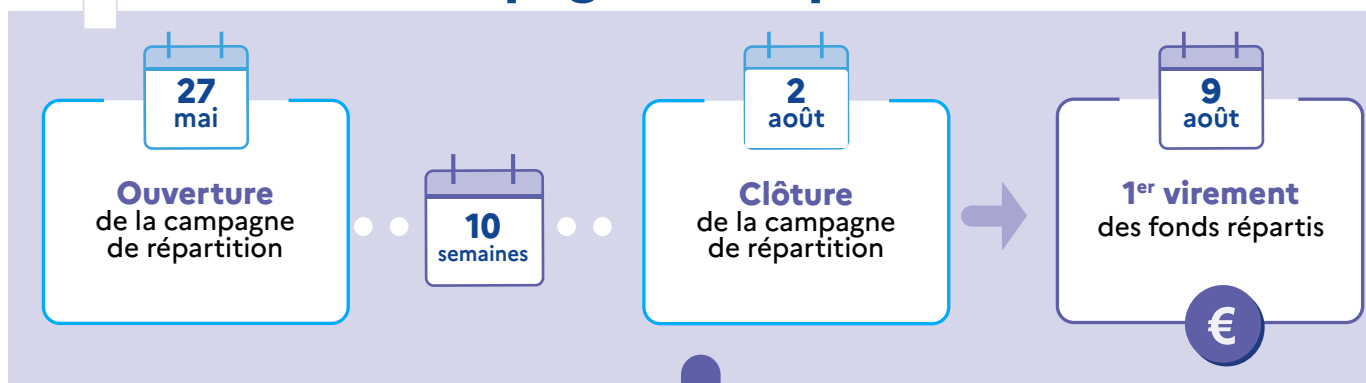 27
mai
Ouverture
de la campagne
de répartition
10
semaines
2
août
Clôture
de la campagne
de répartition
9
août
1er virement
des fonds répartis
€